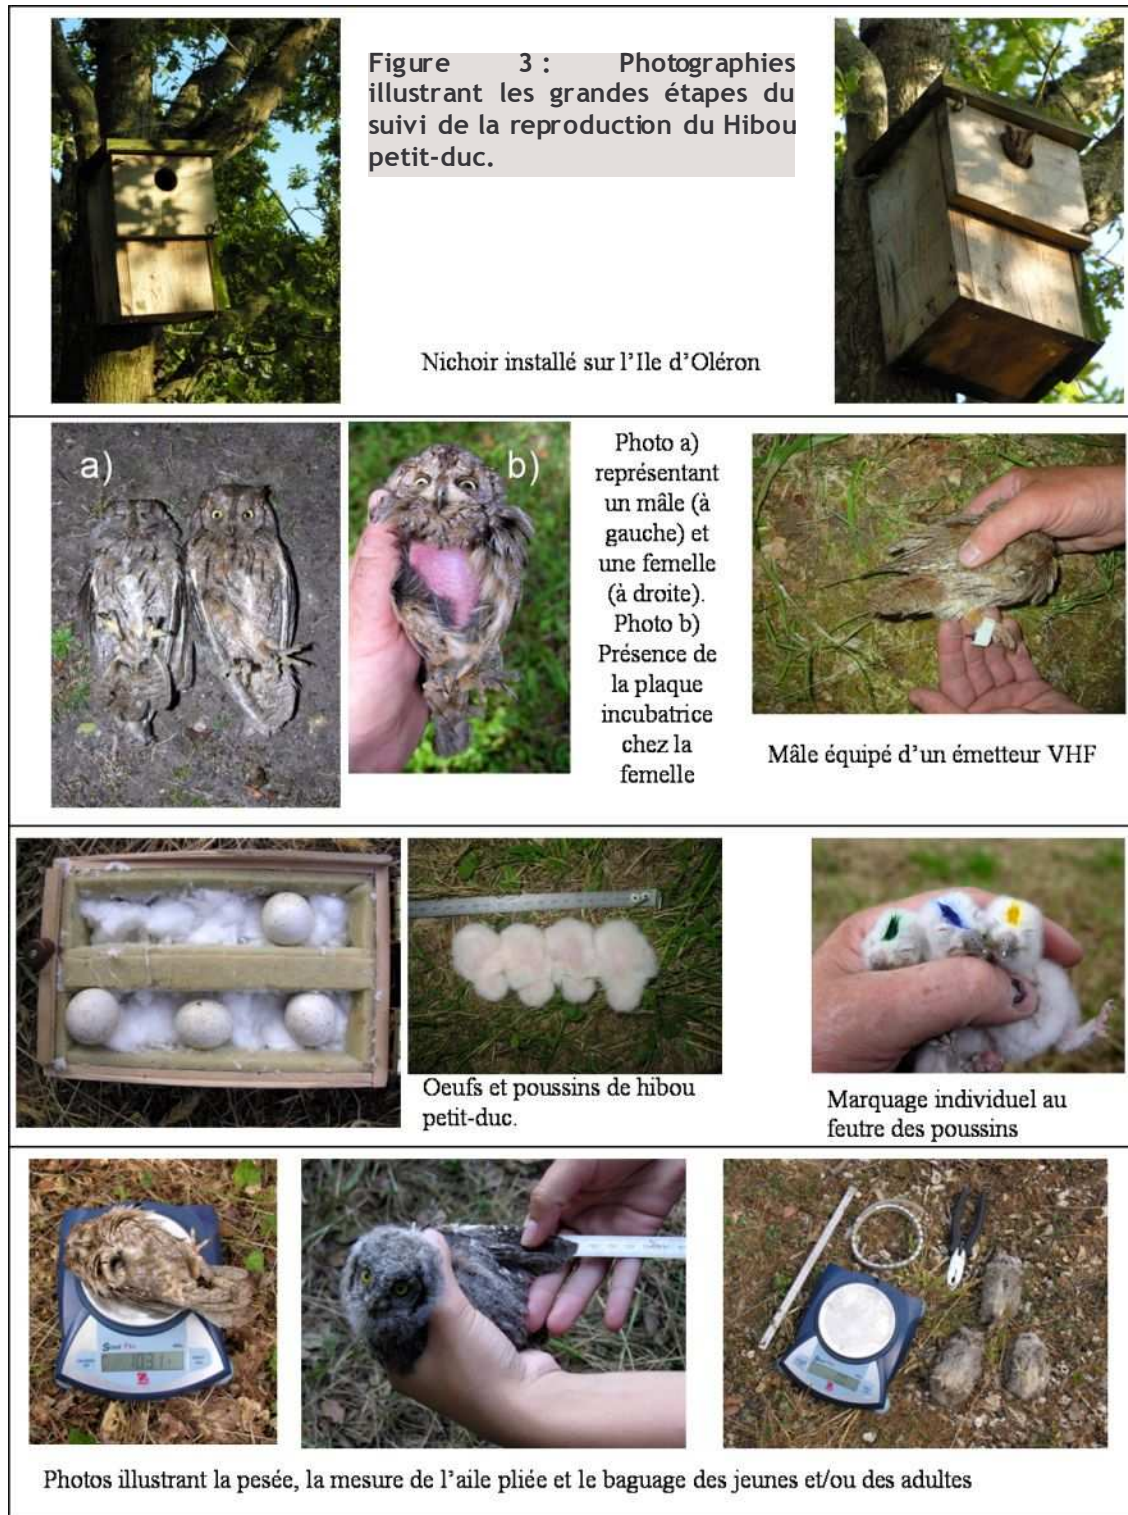 Figure 3 : Photographies
illustrant les grandes étapes du
suivi de la reproduction du Hibou
petit-duc.
Nichoir installé sur l'Ile d'Oléron
a)
b)
Photo a)
représentant
un mâle (à
gauche) et
une femelle
(à droite).
Photo b)
Présence de
la plaque
incubatrice
chez la
femelle
Mâle équipé d'un émetteur VHF
Oeufs et poussins de hibou
petit-duc.
Marquage individuel au
feutre des poussins
Photos illustrant la pesée, la mesure de l'aile pliée et le baguage des jeunes et/ou des adultes